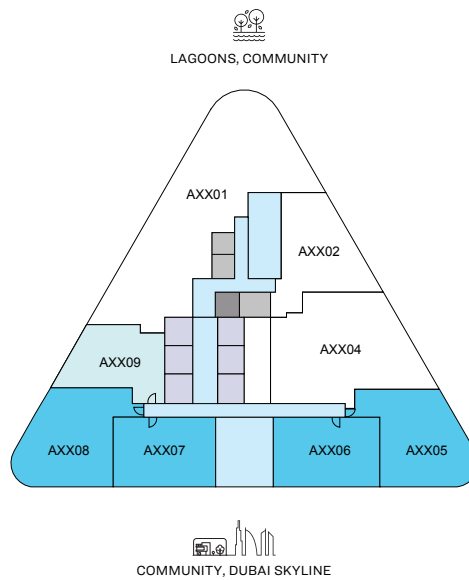 LAGOONS, COMMUNITY
AXX01
AXX02
AXX04
AXX09
AXX08
AXX07
AXX06
AXX05
COMMUNITY, DUBAI SKYLINE